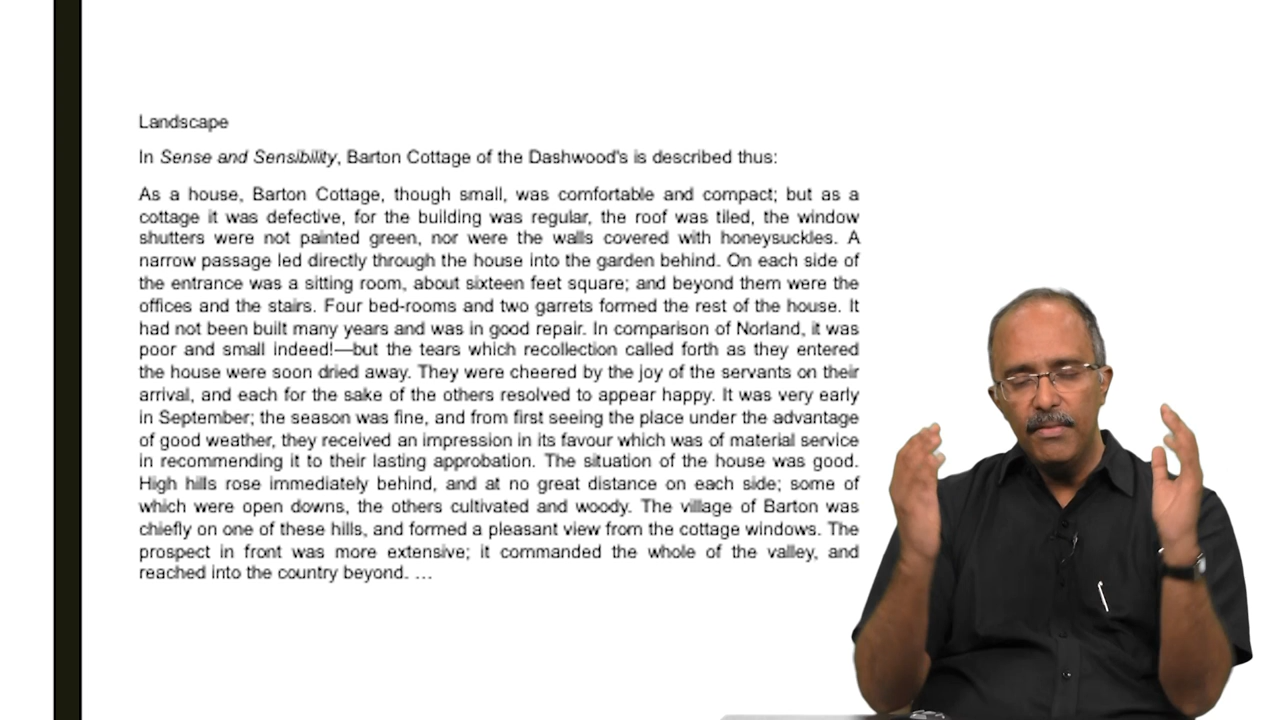 Landscape
In Sense and Sensibility, Barton Cottage of the Dashwood's is described thus:
As a house, Barton Cottage, though small, was comfortable and compact; but as a
cottage it was defective, for the building was regular, the roof was tiled, the window
shutters were not painted green, nor were the walls covered with honeysuckles. A
narrow passage led directly through the house into the garden behind. On each side of
the entrance was a sitting room, about sixteen feet square; and beyond them were the
offices and the stairs. Four bed-rooms and two garrets formed the rest of the house. It
had not been built many years and was in good repair. In comparison of Norland, it was
poor and small indeed!—but the tears which recollection called forth as they entered
the house were soon dried away. They were cheered by the joy of the servants on their
arrival, and each for the sake of the others resolved to appear happy. It was very early
in September; the season was fine, and from first seeing the place under the advantage
of good weather, they received an impression in its favour which was of material service
in recommending it to their lasting approbation. The situation of the house was good.
High hills rose immediately behind, and at no great distance on each side; some of
which were open downs, the others cultivated and woody. The village of Barton was
chiefly on one of these hills, and formed a pleasant view from the cottage windows. The
prospect in front was more extensive; it commanded the whole of the valley, and
reached into the country beyond. …